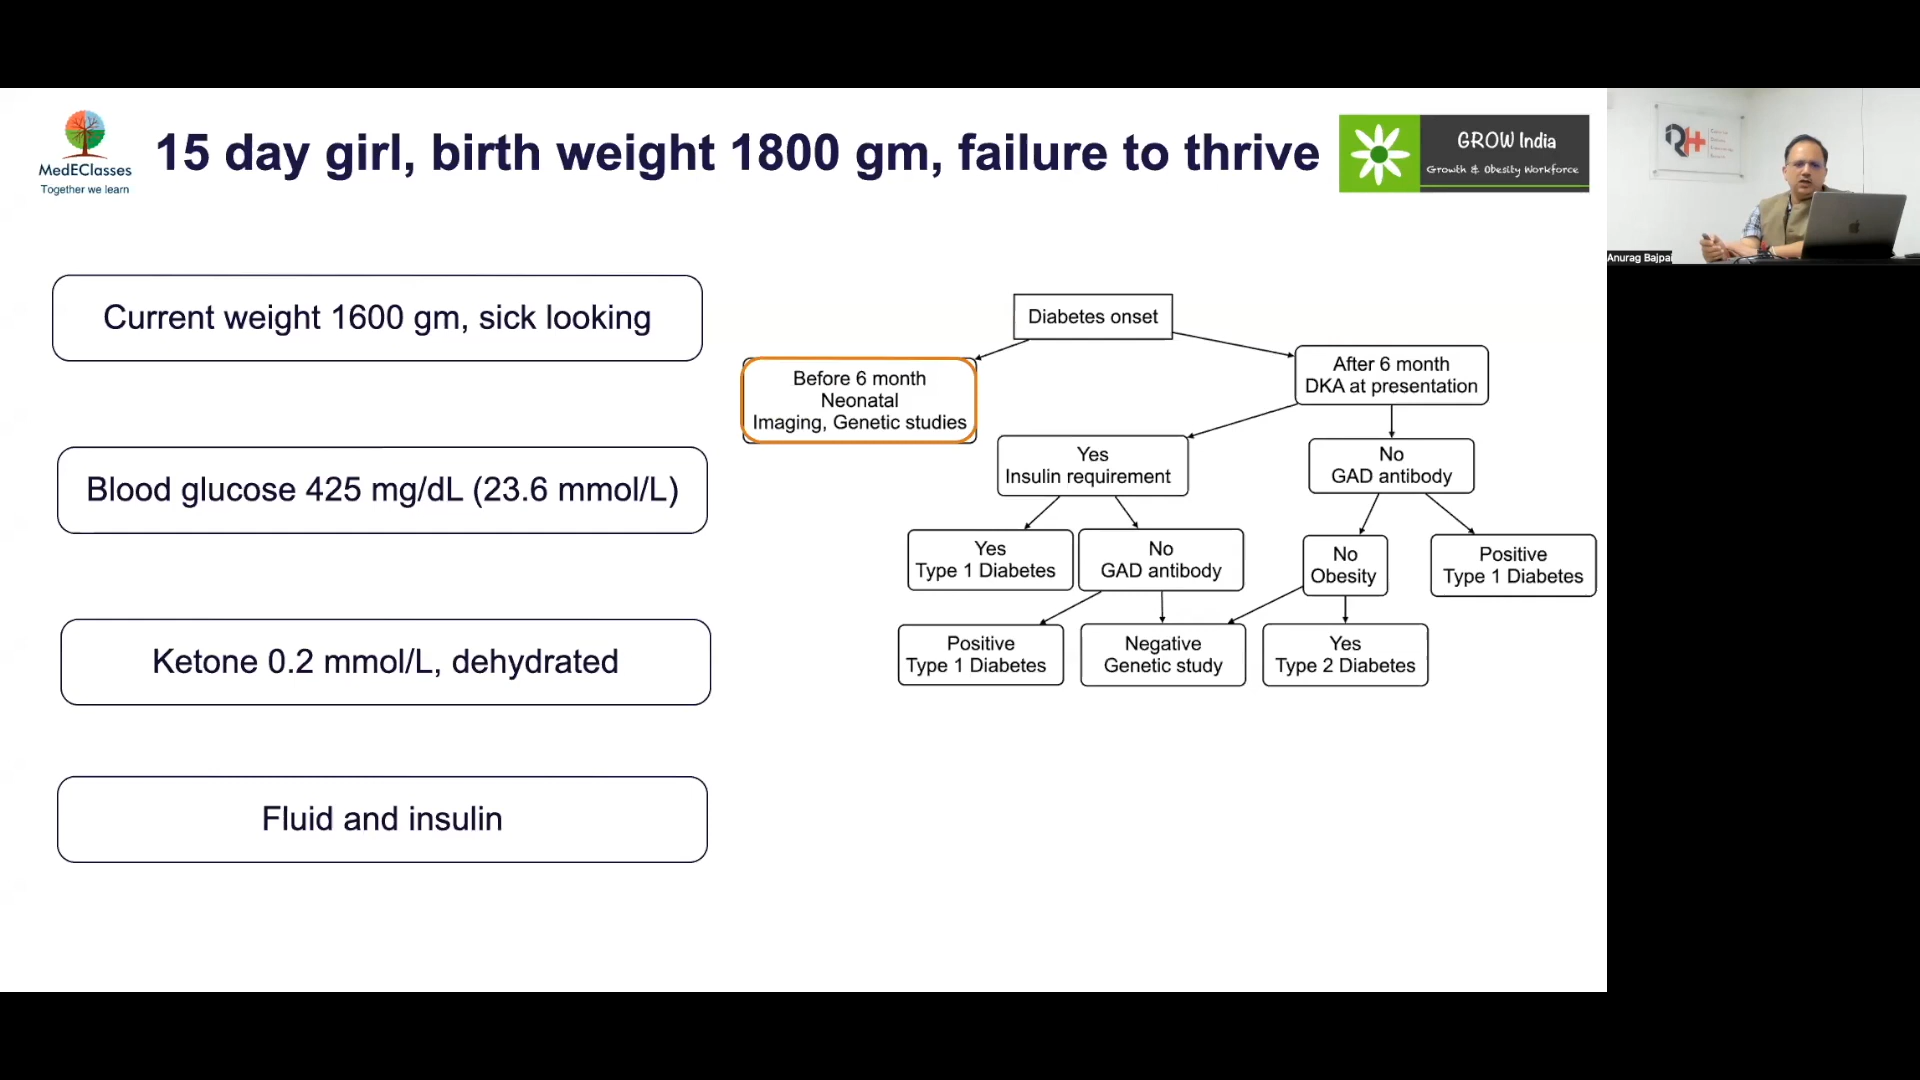 MedEClasses
Together we learn
15 day girl, birth weight 1800 gm, failure to thrive
GROW India
Growth & Obesity Workforce
Anurag Bajpai
Current weight 1600 gm, sick looking
Blood glucose 425 mg/dL (23.6 mmol/L)
Ketone 0.2 mmol/L, dehydrated
Fluid and insulin
Diabetes onset
Before 6 month
Neonatal
Imaging, Genetic studies
After 6 month
DKA at presentation
Yes
Insulin requirement
No
GAD antibody
Yes
Type 1 Diabetes
No
GAD antibody
No
Obesity
Positive
Type 1 Diabetes
Positive
Type 1 Diabetes
Negative
Genetic study
Yes
Type 2 Diabetes
RH